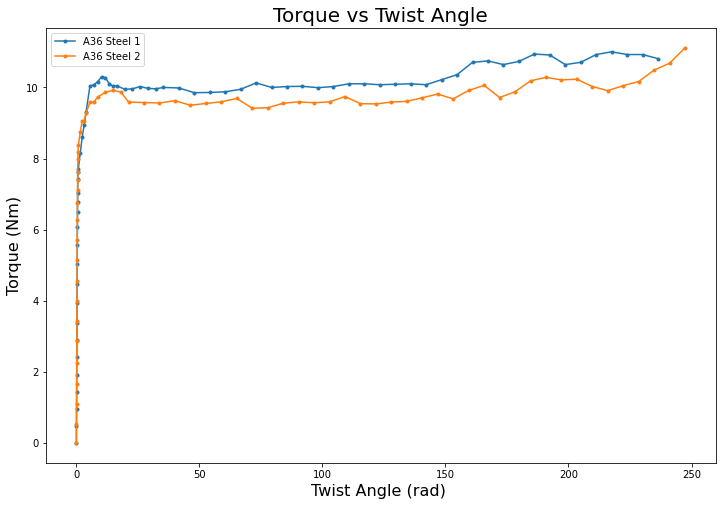 Torque vs Twist Angle
A36 Steel 1
A36 Steel 2
Torque (Nm)
10
8
6
4
2
0
0 50 100 150 200 250
Twist Angle (rad)